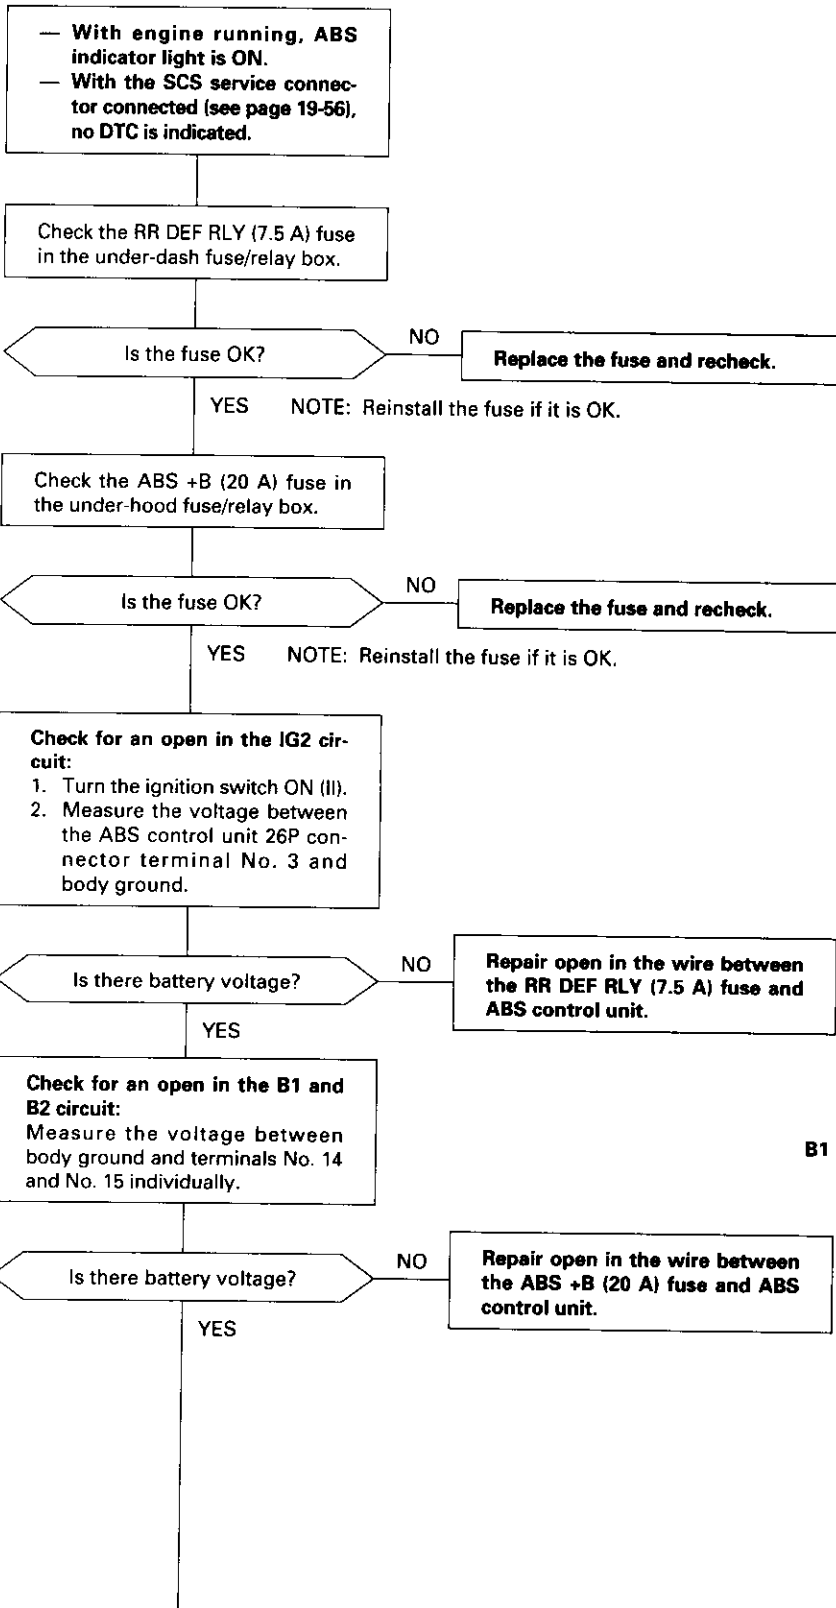 — With engine running, ABS
indicator light is ON.
— With the SCS service connec-
tor connected (see page 19-56),
no DTC is indicated.
Check the RR DEF RLY (7.5 A) fuse
in the under-dash fuse/relay box.
Is the fuse OK?
NO
Replace the fuse and recheck.
YES
NOTE: Reinstall the fuse if it is OK.
Check the ABS +B (20 A) fuse in
the under-hood fuse/relay box.
Is the fuse OK?
NO
Replace the fuse and recheck.
YES
NOTE: Reinstall the fuse if it is OK.
Check for an open in the IG2 cir-
cuit:
1. Turn the ignition switch ON (II).
2. Measure the voltage between
the ABS control unit 26P con-
nector terminal No. 3 and
body ground.
Is there battery voltage?
NO
Repair open in the wire between
the RR DEF RLY (7.5 A) fuse and
ABS control unit.
YES
Check for an open in the B1 and
B2 circuit:
Measure the voltage between
body ground and terminals No. 14
and No. 15 individually.
B1
Is there battery voltage?
NO
Repair open in the wire between
the ABS +B (20 A) fuse and ABS
control unit.
YES